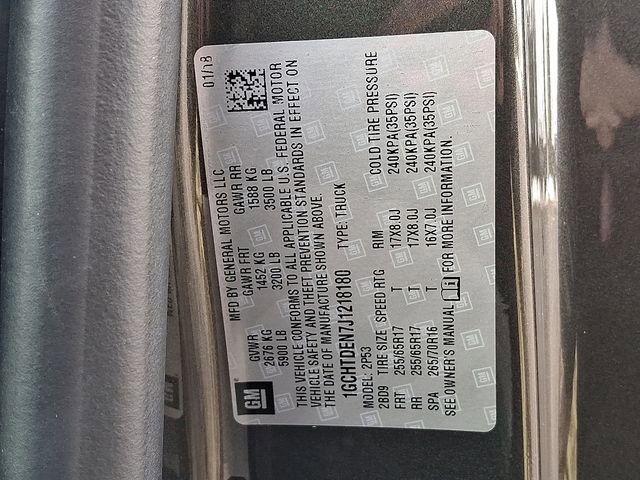 GM
MFD BY GENERAL MOTORS LLC 01/18
GVWR GAWR FRT GAWR RR
2676 KG 1452 KG 1588 KG
5900 LB 3200 LB 3500 LB
THIS VEHICLE CONFORMS TO ALL APPLICABLE U.S. FEDERAL MOTOR
VEHICLE SAFETY AND THEFT PREVENTION STANDARDS IN EFFECT ON
THE DATE OF MANUFACTURE SHOWN ABOVE.
1GCHTDEN7J1218180 TYPE: TRUCK
MODEL: 2P53
2BD9 TIRE SIZE SPEED RTG RIM COLD TIRE PRESSURE
FRT 255/65R17 T 17X8.0J 240KPA(35PSI)
RR 255/65R17 T 17X8.0J 240KPA(35PSI)
SPA 265/70R16 T 16X7.0J 240KPA(35PSI)
SEE OWNER'S MANUAL FOR MORE INFORMATION.